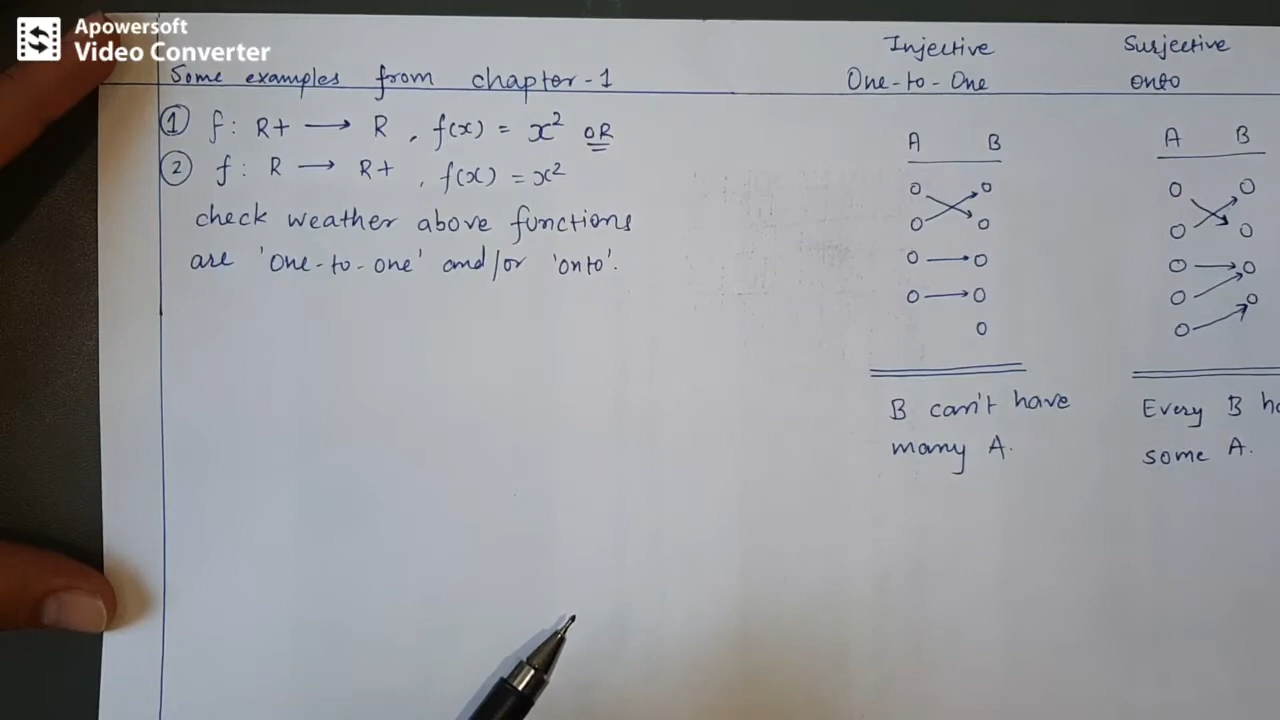 Apowersoft
Video Converter
Some examples from chapter-1
① f: R+ → R , f(x) = x² OR
② f: R → R+ , f(x) = x²
check weather above functions
are 'one-to-one' and/or 'onto'.
Injective
One-to-One
A B
B can't have
many A.
Surjective
onto
A B
Every B
some A.